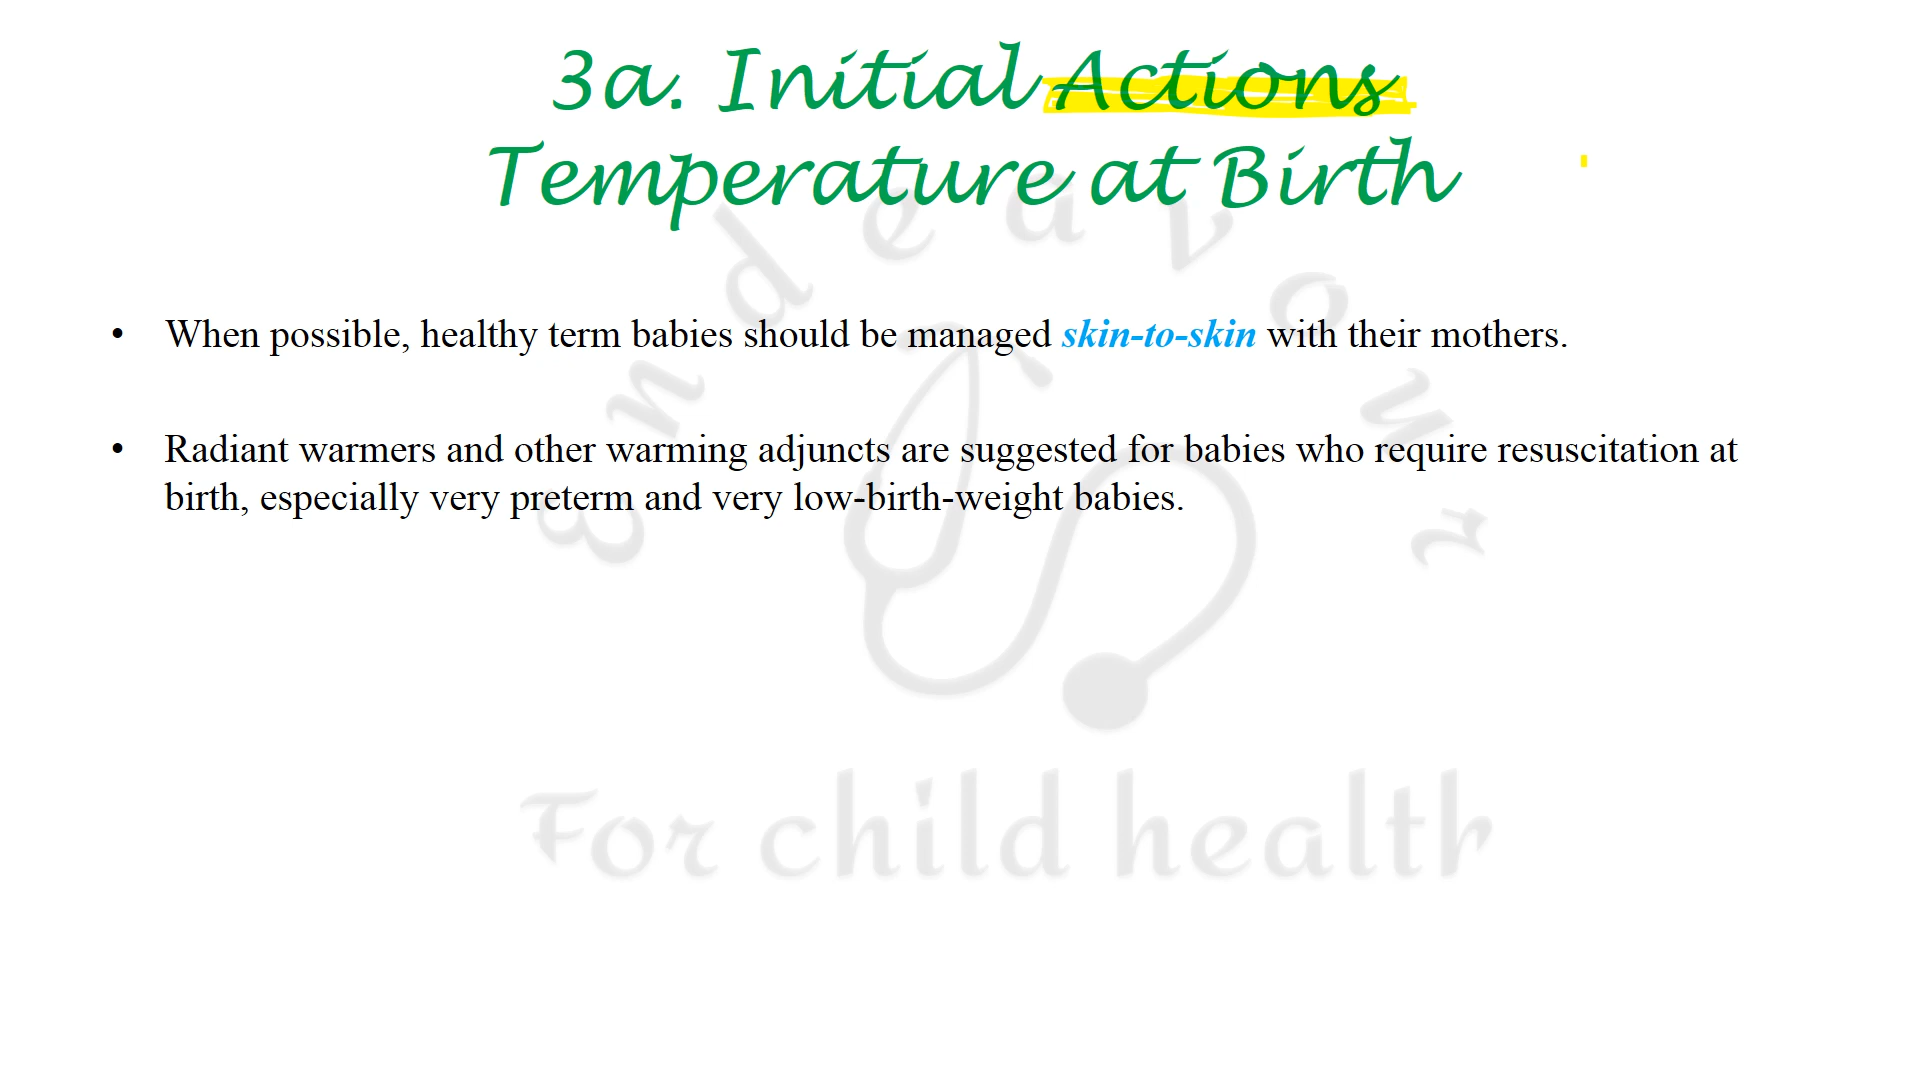 3a. Initial Actions
Temperature at Birth
• When possible, healthy term babies should be managed skin-to-skin with their mothers.
• Radiant warmers and other warming adjuncts are suggested for babies who require resuscitation at
birth, especially very preterm and very low-birth-weight babies.
Endeavour
For child health